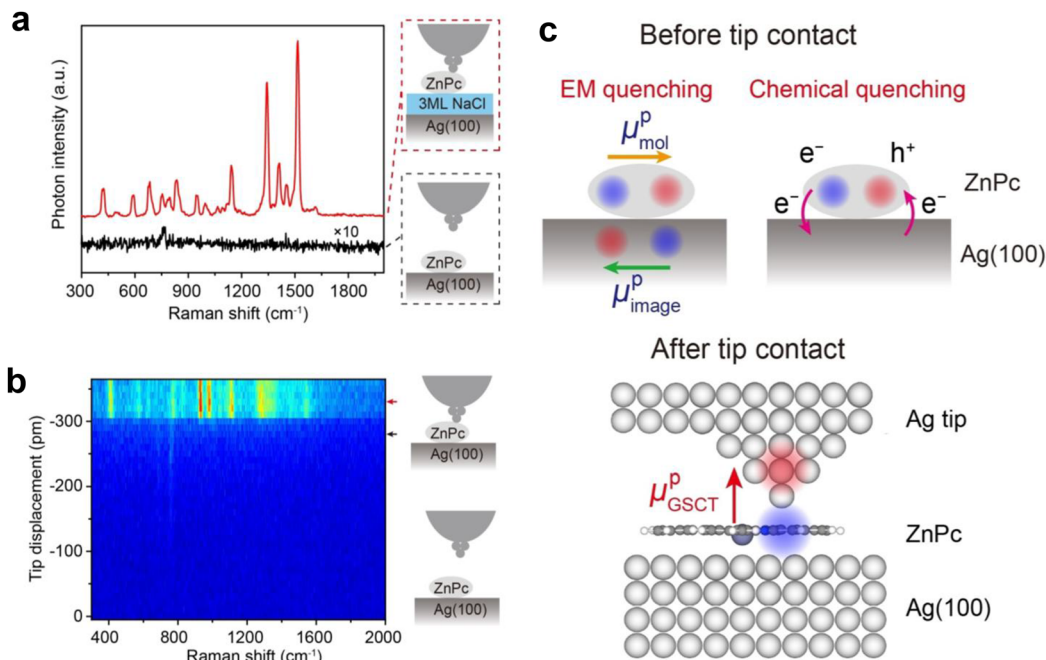 a
Photon intensity (a.u.)
×10
300 600 900 1200 1500 1800
Raman shift (cm⁻¹)
ZnPc
3ML NaCl
Ag(100)
ZnPc
Ag(100)
b
Tip displacement (pm)
-300
-200
-100
0
400 800 1200 1600 2000
Raman shift (cm⁻¹)
ZnPc
Ag(100)
ZnPc
Ag(100)
c
Before tip contact
EM quenching
Chemical quenching
μᵖmol
e⁻ h⁺
e⁻ e⁻
ZnPc
Ag(100)
μᵖimage
After tip contact
Ag tip
μᵖGSCT
ZnPc
Ag(100)